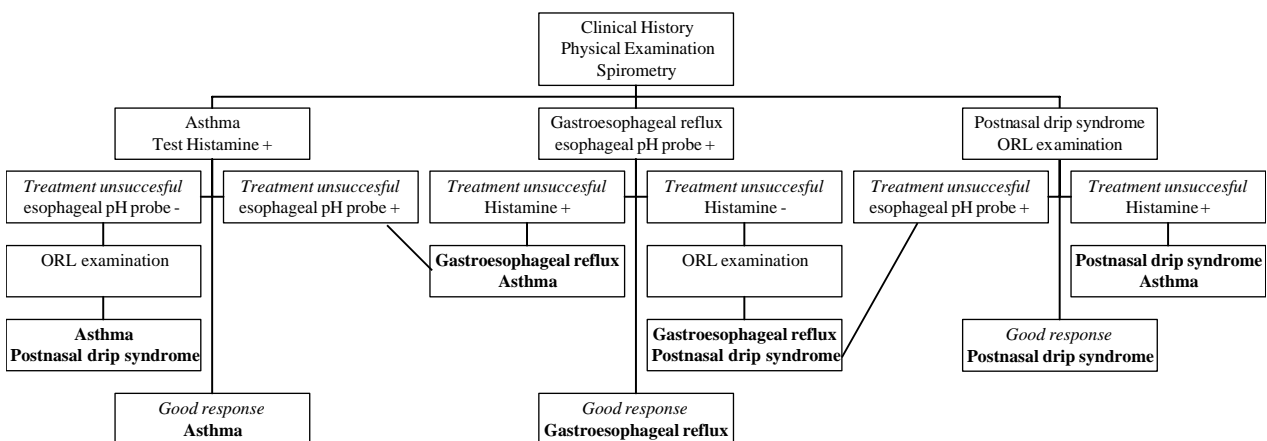 Clinical History
Physical Examination
Spirometry
Asthma
Test Histamine +
Gastroesophageal reflux
esophageal pH probe +
Postnasal drip syndrome
ORL examination
Treatment unsuccesful
esophageal pH probe -
Treatment unsuccesful
esophageal pH probe +
Treatment unsuccesful
Histamine +
Treatment unsuccesful
Histamine -
Treatment unsuccesful
esophageal pH probe +
Treatment unsuccesful
Histamine +
ORL examination
Gastroesophageal reflux
Asthma
ORL examination
Postnasal drip syndrome
Asthma
Asthma
Postnasal drip syndrome
Gastroesophageal reflux
Postnasal drip syndrome
Good response
Postnasal drip syndrome
Good response
Asthma
Good response
Gastroesophageal reflux